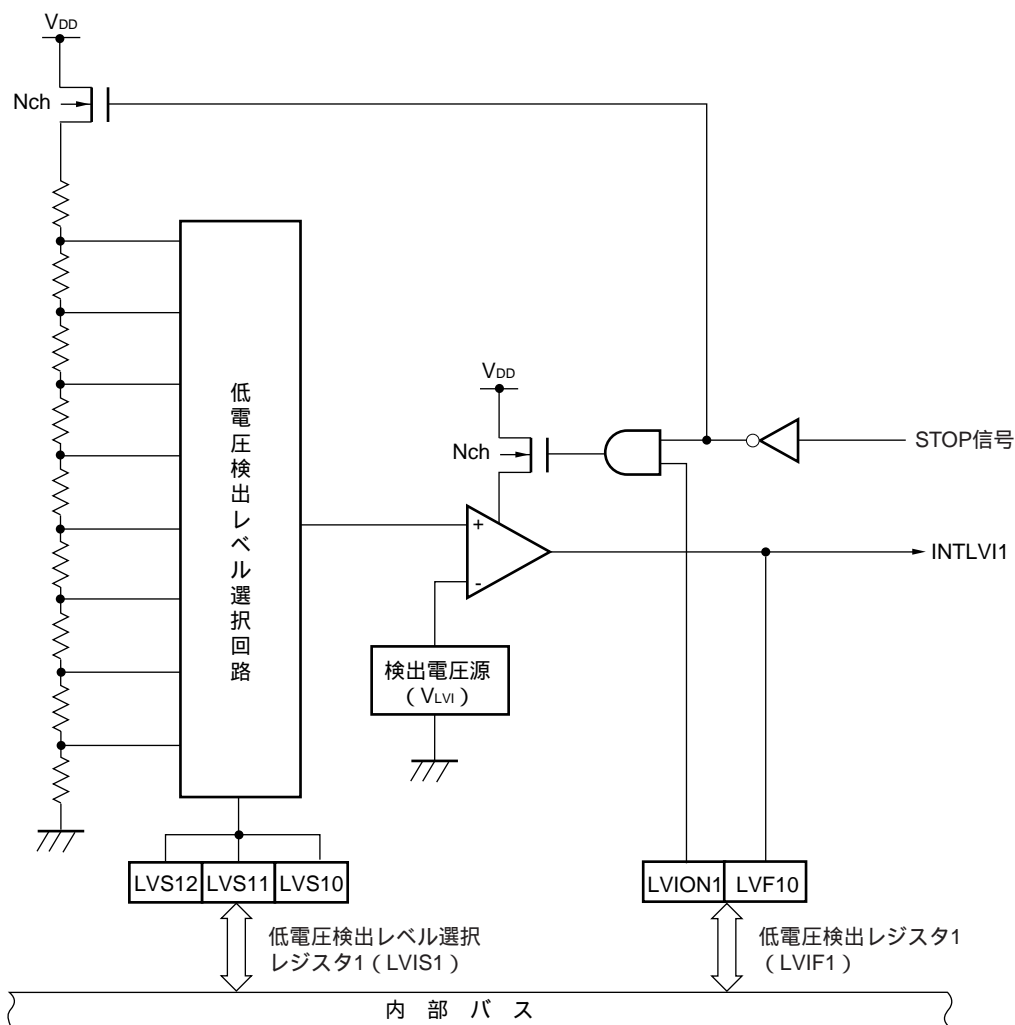 VDD
Nch
低電圧検出レベル選択回路
VDD
Nch
STOP信号
+
-
INTLVI1
検出電圧源
（VLVI）
LVS12 LVS11 LVS10
LVION1 LVF10
低電圧検出レベル選択
レジスタ1（LVIS1）
低電圧検出レジスタ1
（LVIF1）
内 部 バ ス